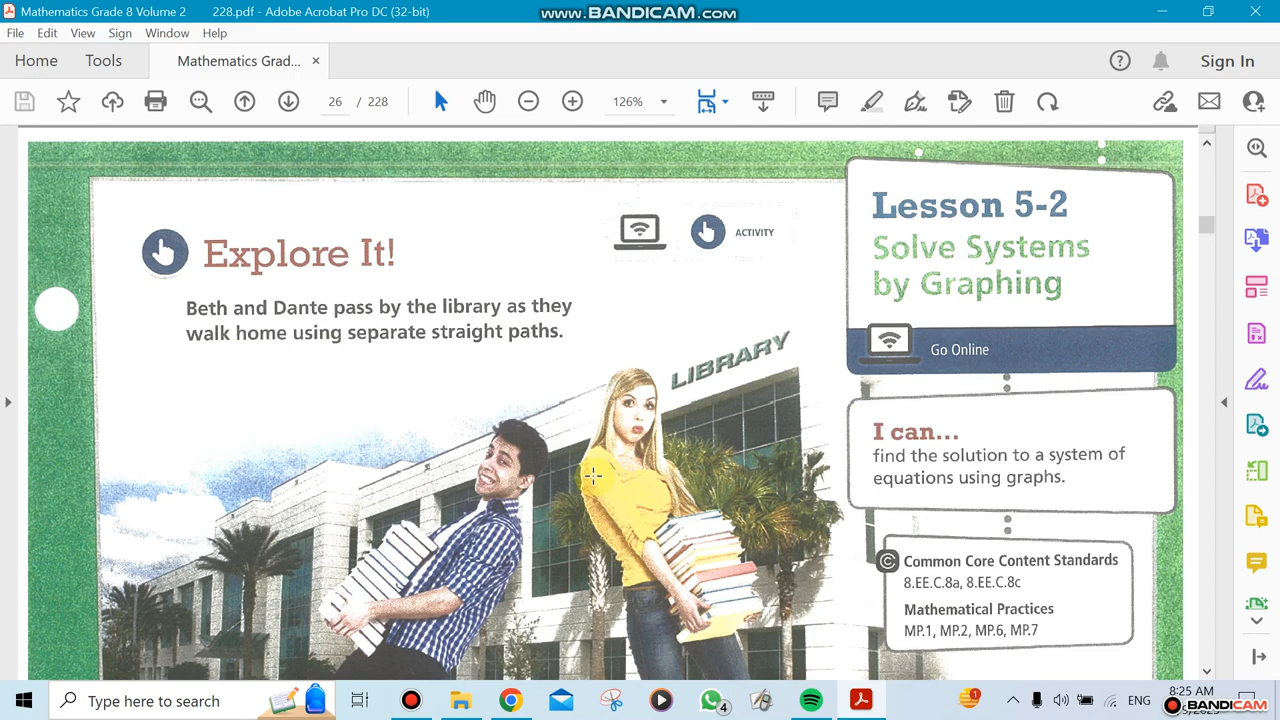 Mathematics Grade 8 Volume 2 228.pdf - Adobe Acrobat Pro DC (32-bit)
www.BANDICAM.com
File Edit View Sign Window Help
Home Tools Mathematics Grad... × Sign In
26 / 228 126%
Lesson 5-2
Solve Systems
by Graphing
Go Online
Explore It!
ACTIVITY
Beth and Dante pass by the library as they
walk home using separate straight paths.
LIBRARY
I can...
find the solution to a system of
equations using graphs.
Common Core Content Standards
8.EE.C.8a, 8.EE.C.8c
Mathematical Practices
MP.1, MP.2, MP.6, MP.7
Type here to search
4
1
ENG
8:25 AM
BANDICAM